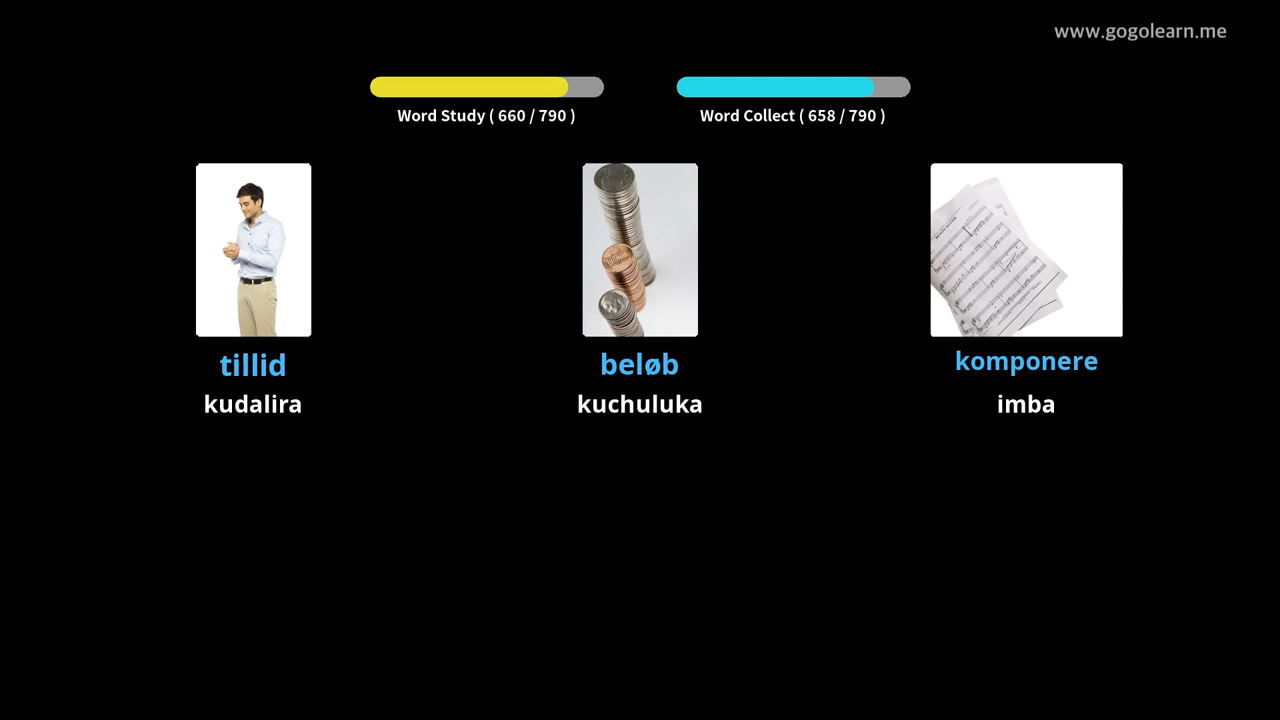 www.gogolearn.me
Word Study ( 660 / 790 )
Word Collect ( 658 / 790 )
tillid
beløb
komponere
kudalira
kuchuluka
imba